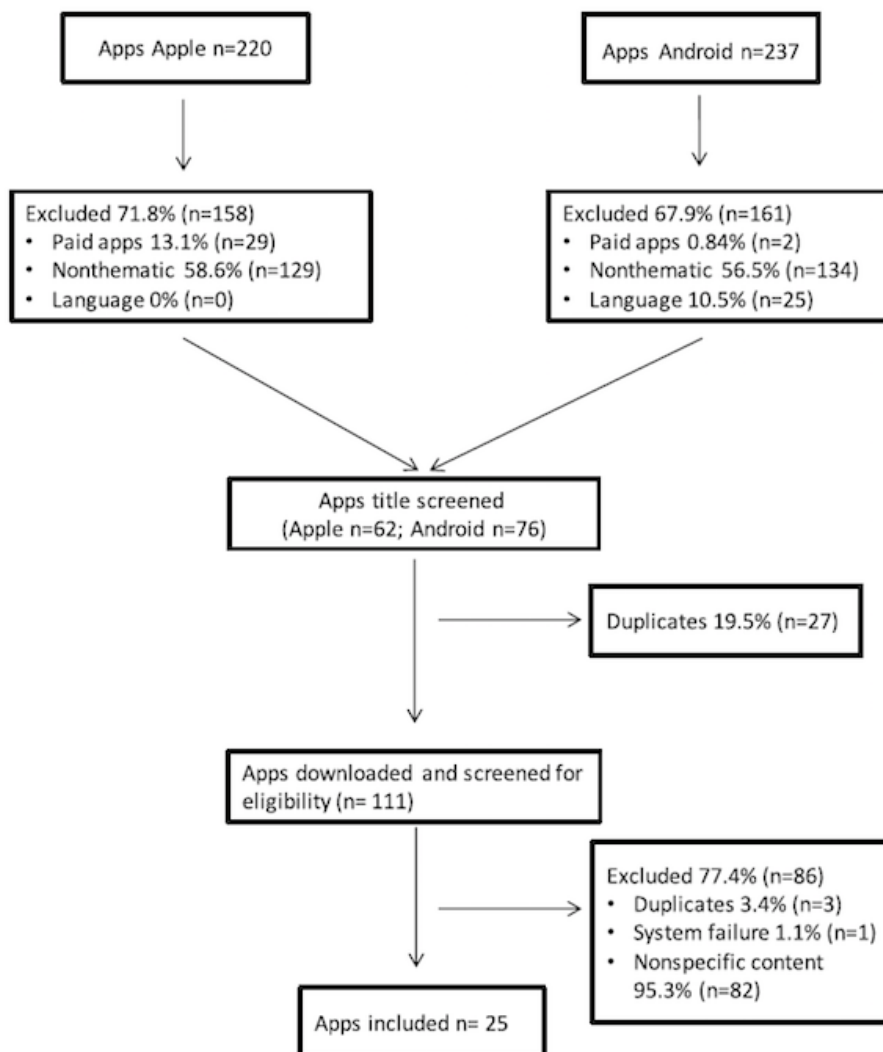 Apps Apple n=220
Apps Android n=237
Excluded 71.8% (n=158)
• Paid apps 13.1% (n=29)
• Nonthematic 58.6% (n=129)
• Language 0% (n=0)
Excluded 67.9% (n=161)
• Paid apps 0.84% (n=2)
• Nonthematic 56.5% (n=134)
• Language 10.5% (n=25)
Apps title screened
(Apple n=62; Android n=76)
Duplicates 19.5% (n=27)
Apps downloaded and screened for
eligibility (n= 111)
Excluded 77.4% (n=86)
• Duplicates 3.4% (n=3)
• System failure 1.1% (n=1)
• Nonspecific content
95.3% (n=82)
Apps included n= 25